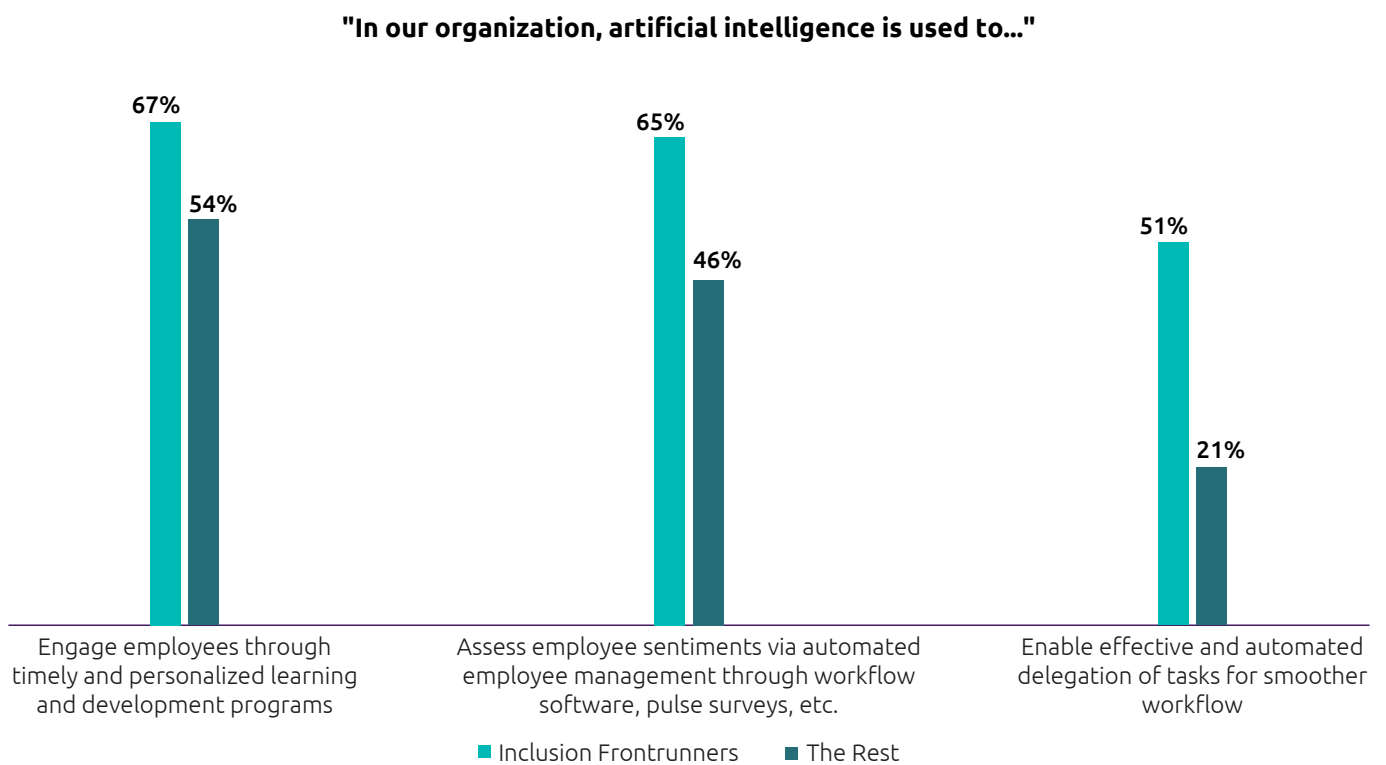 "In our organization, artificial intelligence is used to..."
67%
54%
65%
46%
51%
21%
Engage employees through
timely and personalized learning
and development programs
Assess employee sentiments via automated
employee management through workflow
software, pulse surveys, etc.
Enable effective and automated
delegation of tasks for smoother
workflow
Inclusion Frontrunners
The Rest